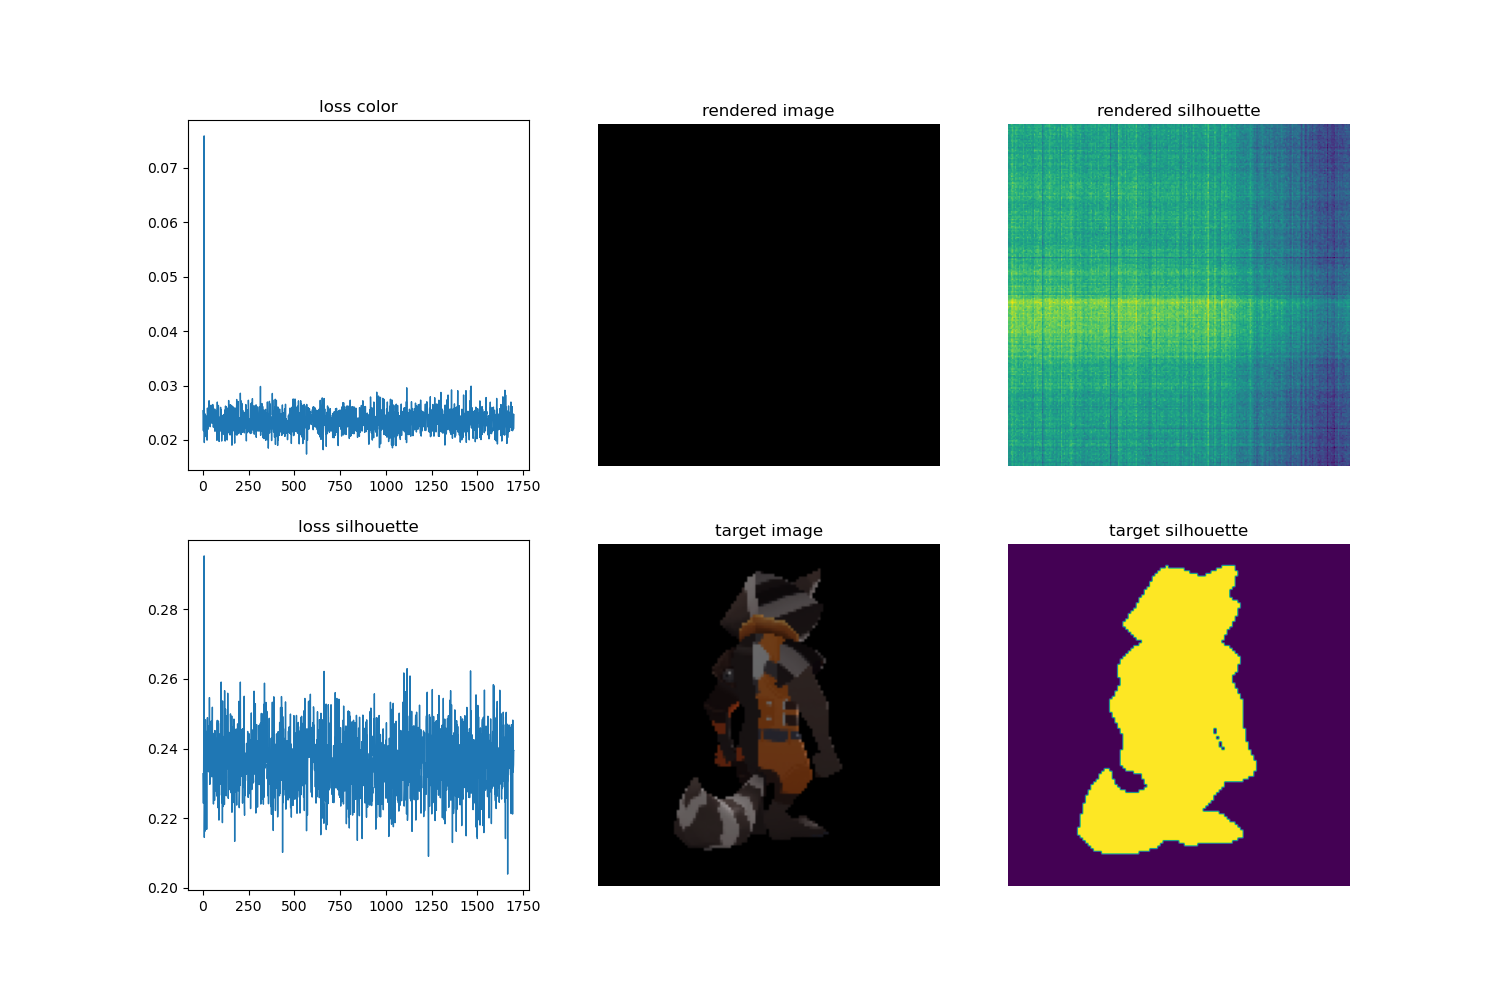 loss color
rendered image
rendered silhouette
0.07
0.06
0.05
0.04
0.03
0.02
0 250 500 750 1000 1250 1500 1750
loss silhouette
target image
target silhouette
0.28
0.26
0.24
0.22
0.20
0 250 500 750 1000 1250 1500 1750